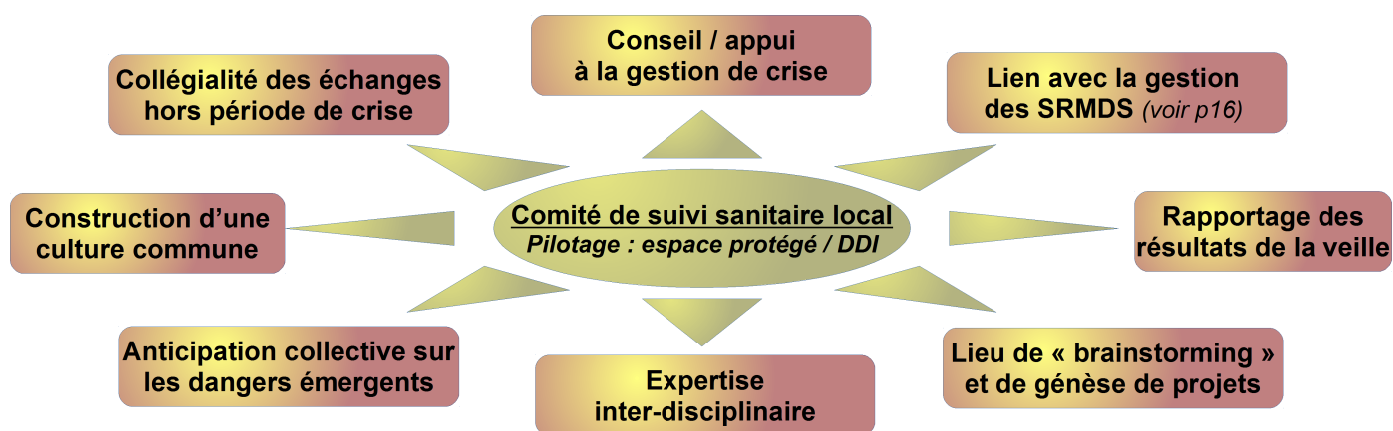 Conseil / appui
à la gestion de crise
Collégialité des échanges
hors période de crise
Lien avec la gestion
des SRMDS (voir p16)
Construction d’une
culture commune
Comité de suivi sanitaire local
Pilotage : espace protégé / DDI
Rapportage des
résultats de la veille
Anticipation collective sur
les dangers émergents
Expertise
inter-disciplinaire
Lieu de « brainstorming »
et de génèse de projets